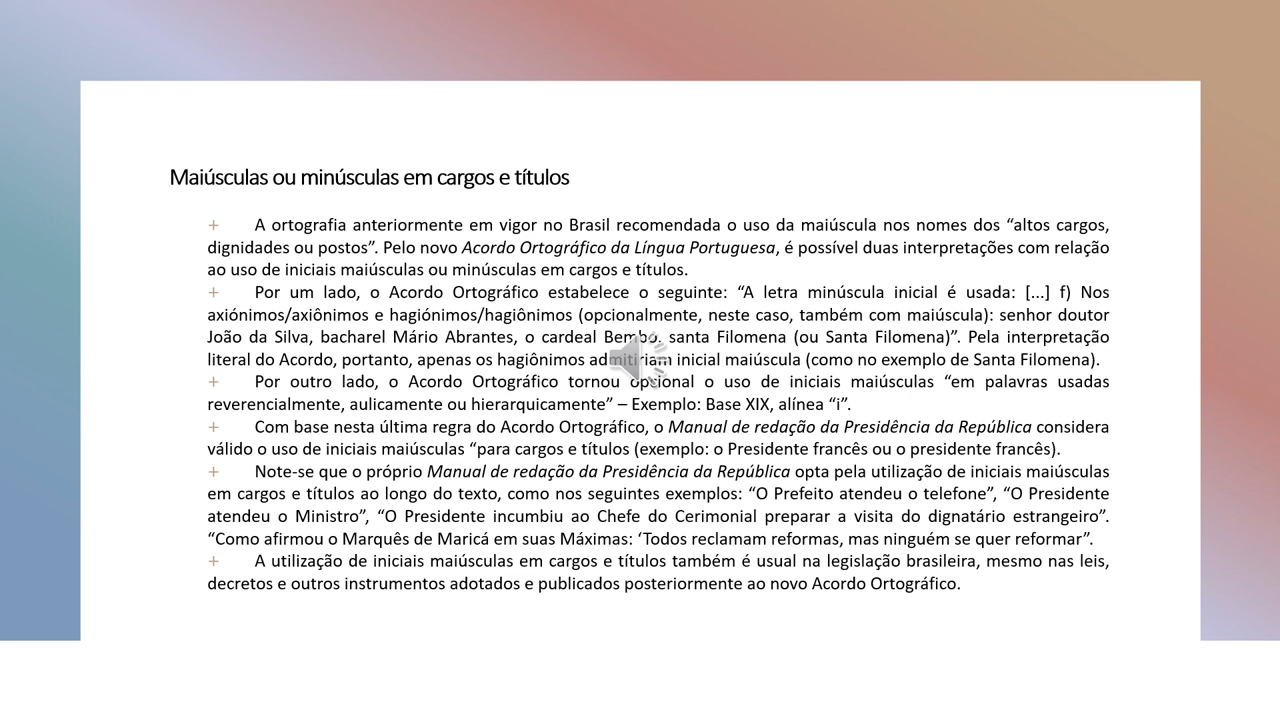 Maiúsculas ou minúsculas em cargos e títulos
+ A ortografia anteriormente em vigor no Brasil recomendada o uso da maiúscula nos nomes dos “altos cargos,
dignidades ou postos”. Pelo novo Acordo Ortográfico da Língua Portuguesa, é possível duas interpretações com relação
ao uso de iniciais maiúsculas ou minúsculas em cargos e títulos.
+ Por um lado, o Acordo Ortográfico estabelece o seguinte: “A letra minúscula inicial é usada: [...] f) Nos
axiónimos/axiônimos e hagiónimos/hagiônimos (opcionalmente, neste caso, também com maiúscula): senhor doutor
João da Silva, bacharel Mário Abrantes, o cardeal Bembo, santa Filomena (ou Santa Filomena)”. Pela interpretação
literal do Acordo, portanto, apenas os hagiônimos admitiriam inicial maiúscula (como no exemplo de Santa Filomena).
+ Por outro lado, o Acordo Ortográfico tornou opcional o uso de iniciais maiúsculas “em palavras usadas
reverencialmente, aulicamente ou hierarquicamente” – Exemplo: Base XIX, alínea “i”.
+ Com base nesta última regra do Acordo Ortográfico, o Manual de redação da Presidência da República considera
válido o uso de iniciais maiúsculas “para cargos e títulos (exemplo: o Presidente francês ou o presidente francês).
+ Note-se que o próprio Manual de redação da Presidência da República opta pela utilização de iniciais maiúsculas
em cargos e títulos ao longo do texto, como nos seguintes exemplos: “O Prefeito atendeu o telefone”, “O Presidente
atendeu o Ministro”, “O Presidente incumbiu ao Chefe do Cerimonial preparar a visita do dignatário estrangeiro”.
“Como afirmou o Marquês de Maricá em suas Máximas: ‘Todos reclamam reformas, mas ninguém se quer reformar”.
+ A utilização de iniciais maiúsculas em cargos e títulos também é usual na legislação brasileira, mesmo nas leis,
decretos e outros instrumentos adotados e publicados posteriormente ao novo Acordo Ortográfico.